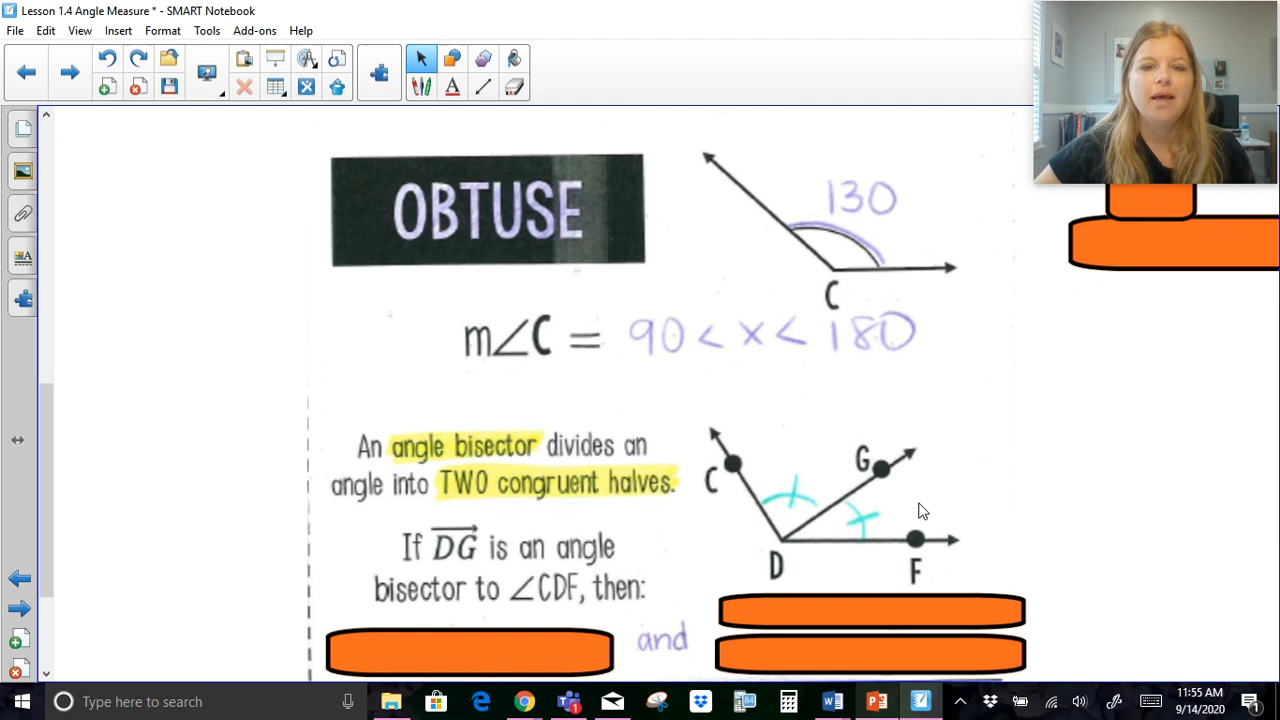 Lesson 1.4 Angle Measure * - SMART Notebook
File Edit View Insert Format Tools Add-ons Help
OBTUSE
130
C
m∠C = 90 < x < 180
An angle bisector divides an
angle into TWO congruent halves.
If DG is an angle
bisector to ∠CDF, then:
and
C
G
D
F
Type here to search
11:55 AM
9/14/2020